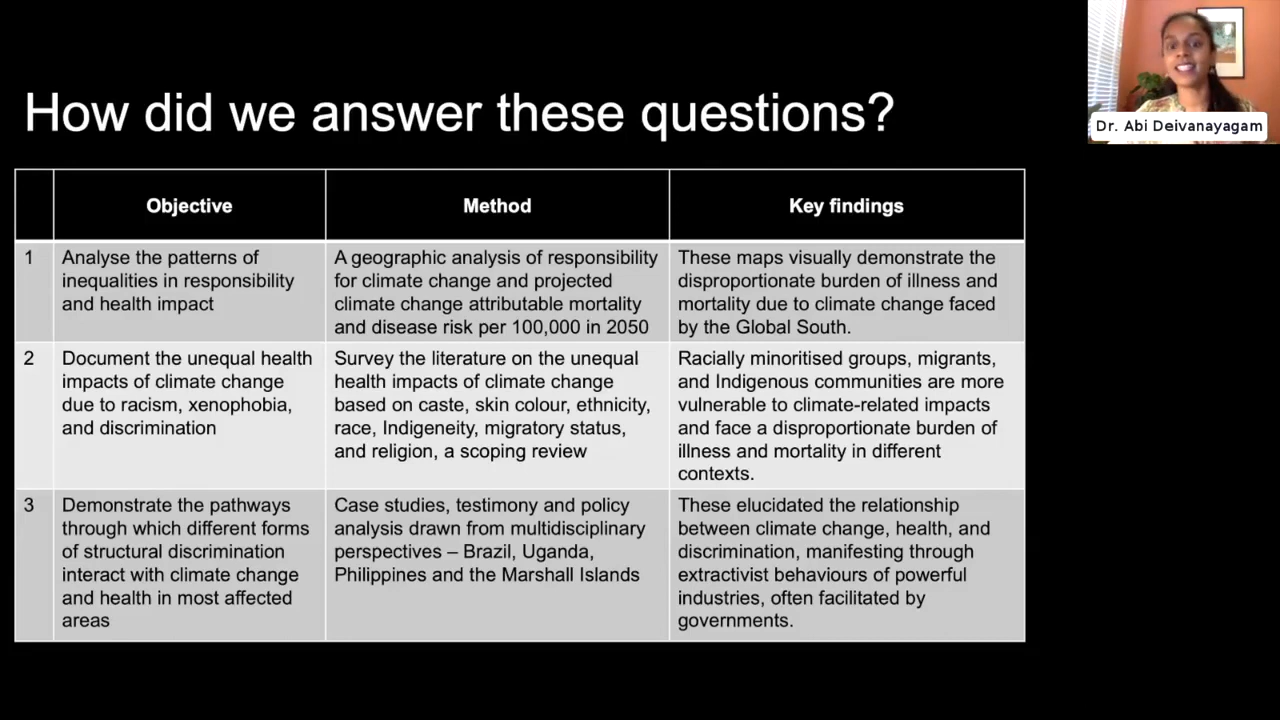 How did we answer these questions?
Dr. Abi Deivanayagam
Objective
Method
Key findings
1
Analyse the patterns of
inequalities in responsibility
and health impact
A geographic analysis of responsibility
for climate change and projected
climate change attributable mortality
and disease risk per 100,000 in 2050
These maps visually demonstrate the
disproportionate burden of illness and
mortality due to climate change faced
by the Global South.
2
Document the unequal health
impacts of climate change
due to racism, xenophobia,
and discrimination
Survey the literature on the unequal
health impacts of climate change
based on caste, skin colour, ethnicity,
race, Indigeneity, migratory status,
and religion, a scoping review
Racially minoritised groups, migrants,
and Indigenous communities are more
vulnerable to climate-related impacts
and face a disproportionate burden of
illness and mortality in different
contexts.
3
Demonstrate the pathways
through which different forms
of structural discrimination
interact with climate change
and health in most affected
areas
Case studies, testimony and policy
analysis drawn from multidisciplinary
perspectives – Brazil, Uganda,
Philippines and the Marshall Islands
These elucidated the relationship
between climate change, health, and
discrimination, manifesting through
extractivist behaviours of powerful
industries, often facilitated by
governments.